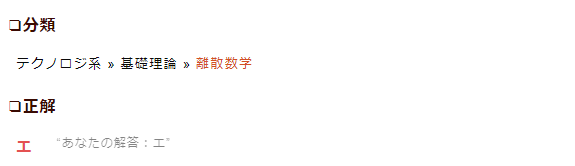 ❏分類
テクノロジ系 » 基礎理論 » 離散数学
❏正解
エ “あなたの解答：エ”